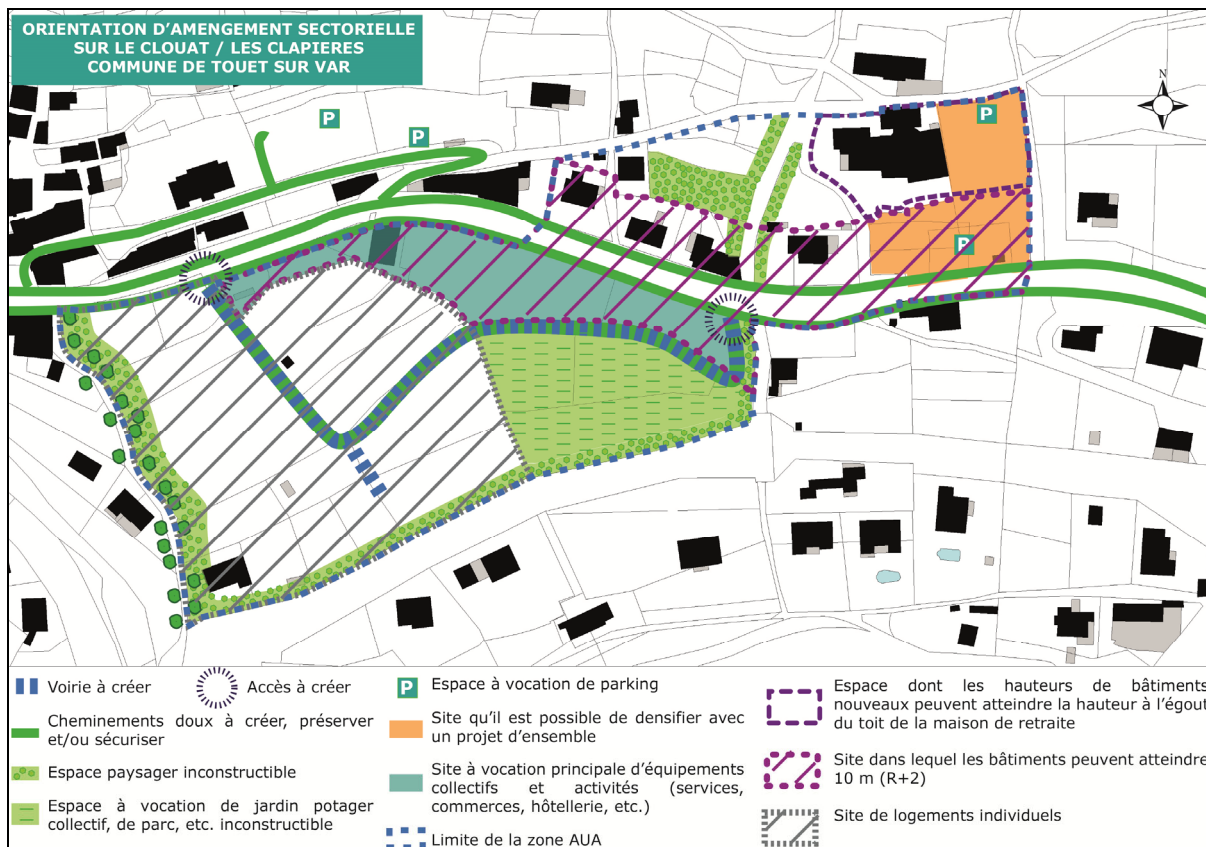 ORIENTATION D’AMENGEMENT SECTORIELLE
SUR LE CLOUAT / LES CLAPIERES
COMMUNE DE TOUET SUR VAR
N
P
P
P
P
Voirie à créer
Accès à créer
Cheminements doux à créer, préserver
et/ou sécuriser
Espace paysager inconstructible
Espace à vocation de jardin potager
collectif, de parc, etc. inconstructible
P Espace à vocation de parking
Site qu’il est possible de densifier avec
un projet d’ensemble
Site à vocation principale d’équipements
collectifs et activités (services,
commerces, hôtellerie, etc.)
Limite de la zone AUA
Espace dont les hauteurs de bâtiments
nouveaux peuvent atteindre la hauteur à l’égout
du toit de la maison de retraite
Site dans lequel les bâtiments peuvent atteindre
10 m (R+2)
Site de logements individuels